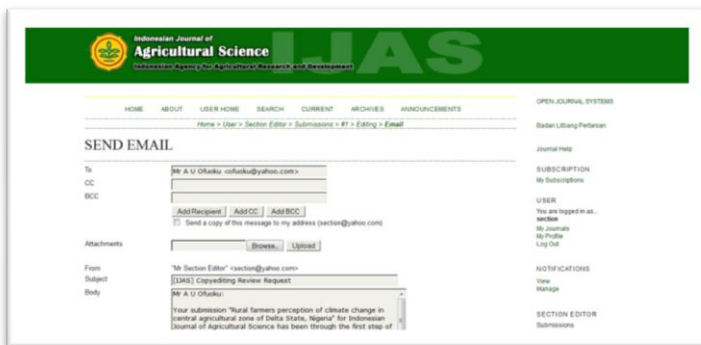 Indonesian Journal of
Agricultural Science
Indonesian Agency for Agricultural Research and Development
IJAS
HOME ABOUT USER HOME SEARCH CURRENT ARCHIVES ANNOUNCEMENTS
Home > User > Section Editor > Submissions > #1 > Editing > Email
SEND EMAIL
To Mr A U Ofuoku <ofuoku@yahoo.com>
CC
BCC
Add Recipient Add CC Add BCC
Send a copy of this message to my address (section@yahoo.com)
Attachments Browse.. Upload
From "Mr Section Editor" <section@yahoo.com>
Subject [IJAS] Copyediting Review Request
Body Mr A U Ofuoku:
Your submission "Rural farmers perception of climate change in
central agricultural zone of Delta State, Nigeria" for Indonesian
Journal of Agricultural Science has been through the first step of
OPEN JOURNAL SYSTEMS
Badan Litbang Pertanian
Journal Help
SUBSCRIPTION
My Subscriptions
USER
You are logged in as...
section
My Journals
My Profile
Log Out
NOTIFICATIONS
View
Manage
SECTION EDITOR
Submissions